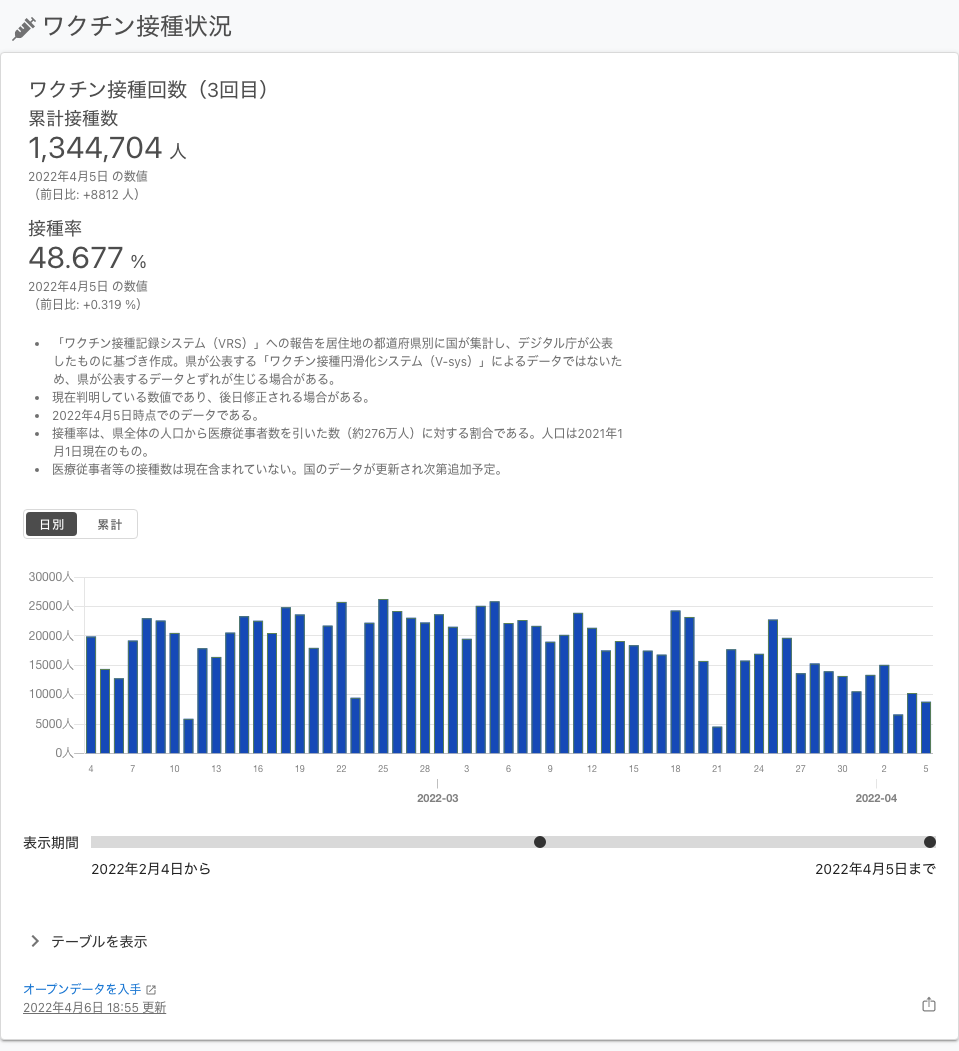 ワクチン接種状況
ワクチン接種回数（3回目）
累計接種数
1,344,704 人
2022年4月5日 の数値
（前日比: +8812 人）
接種率
48.677 %
2022年4月5日 の数値
（前日比: +0.319 %）
• 「ワクチン接種記録システム（VRS）」への報告を居住地の都道府県別に国が集計し、デジタル庁が公表
したものに基づき作成。県が公表する「ワクチン接種円滑化システム（V-sys）」によるデータではないた
め、県が公表するデータとずれが生じる場合がある。
• 現在判明している数値であり、後日修正される場合がある。
• 2022年4月5日時点でのデータである。
• 接種率は、県全体の人口から医療従事者数を引いた数（約276万人）に対する割合である。人口は2021年1
月1日現在のもの。
• 医療従事者等の接種数は現在含まれていない。国のデータが更新され次第追加予定。
日別 累計
30000人
25000人
20000人
15000人
10000人
5000人
0人
4 7 10 13 16 19 22 25 28 3 6 9 12 15 18 21 24 27 30 2 5
2022-03 2022-04
表示期間
2022年2月4日から 2022年4月5日まで
テーブルを表示
オープンデータを入手
2022年4月6日 18:55 更新